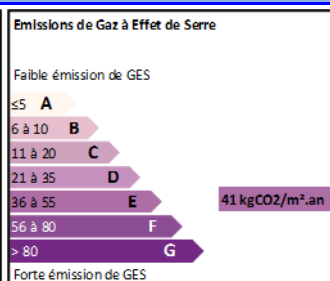 Emissions de Gaz à Effet de Serre
Faible émission de GES
≤5 A
6 à 10 B
11 à 20 C
21 à 35 D
36 à 55 E
41 kgCO2/m².an
56 à 80 F
> 80 G
Forte émission de GES